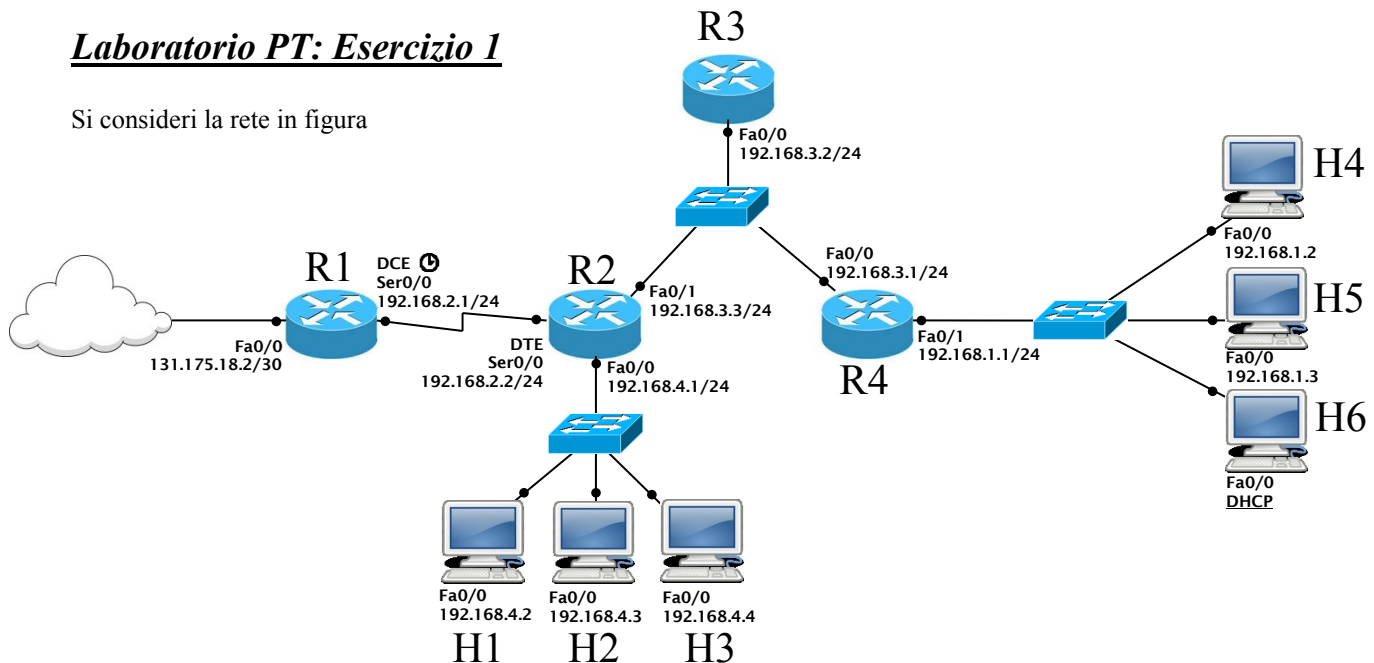 Laboratorio PT: Esercizio 1
Si consideri la rete in figura
R3
Fa0/0
192.168.3.2/24
R1
DCE
Ser0/0
192.168.2.1/24
Fa0/0
131.175.18.2/30
R2
Fa0/1
192.168.3.3/24
DTE
Ser0/0
192.168.2.2/24
Fa0/0
192.168.4.1/24
Fa0/0
192.168.3.1/24
Fa0/1
192.168.1.1/24
R4
H4
Fa0/0
192.168.1.2
H5
Fa0/0
192.168.1.3
H6
Fa0/0
DHCP
Fa0/0
192.168.4.2
H1
Fa0/0
192.168.4.3
H2
Fa0/0
192.168.4.4
H3